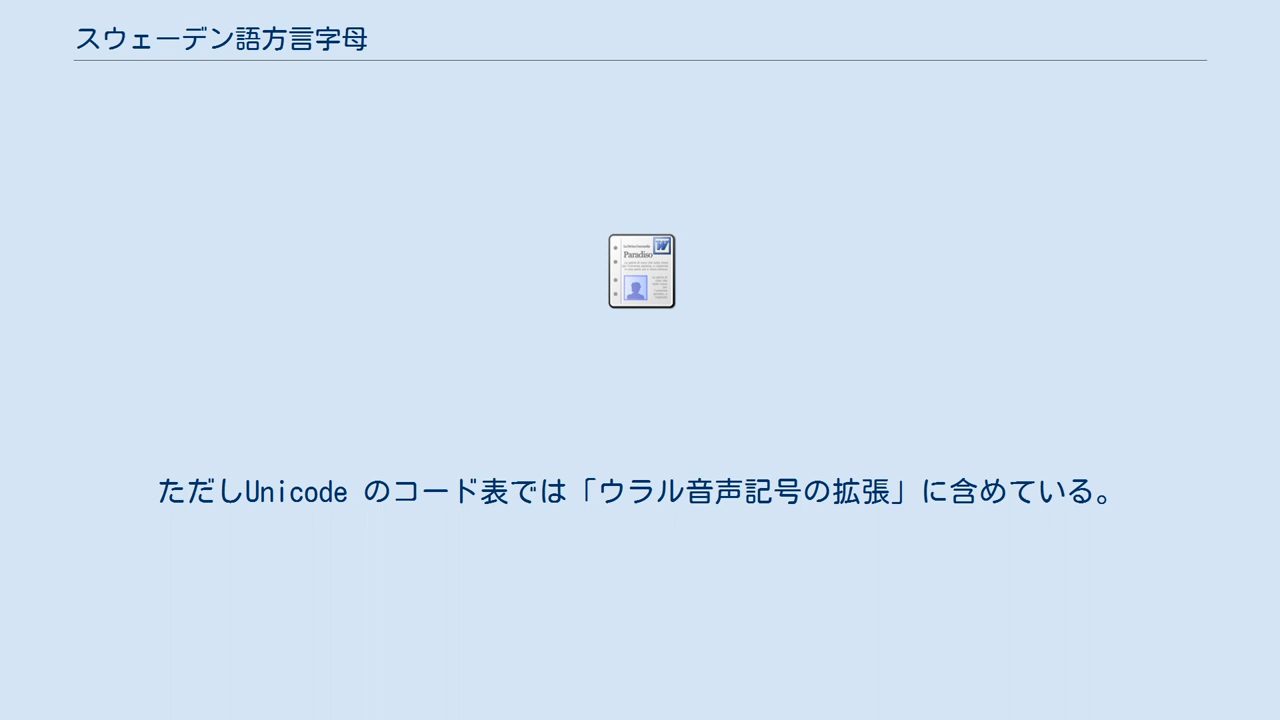 スウェーデン語方言字母
Paradiso
W
ただしUnicode のコード表では「ウラル音声記号の拡張」に含めている。